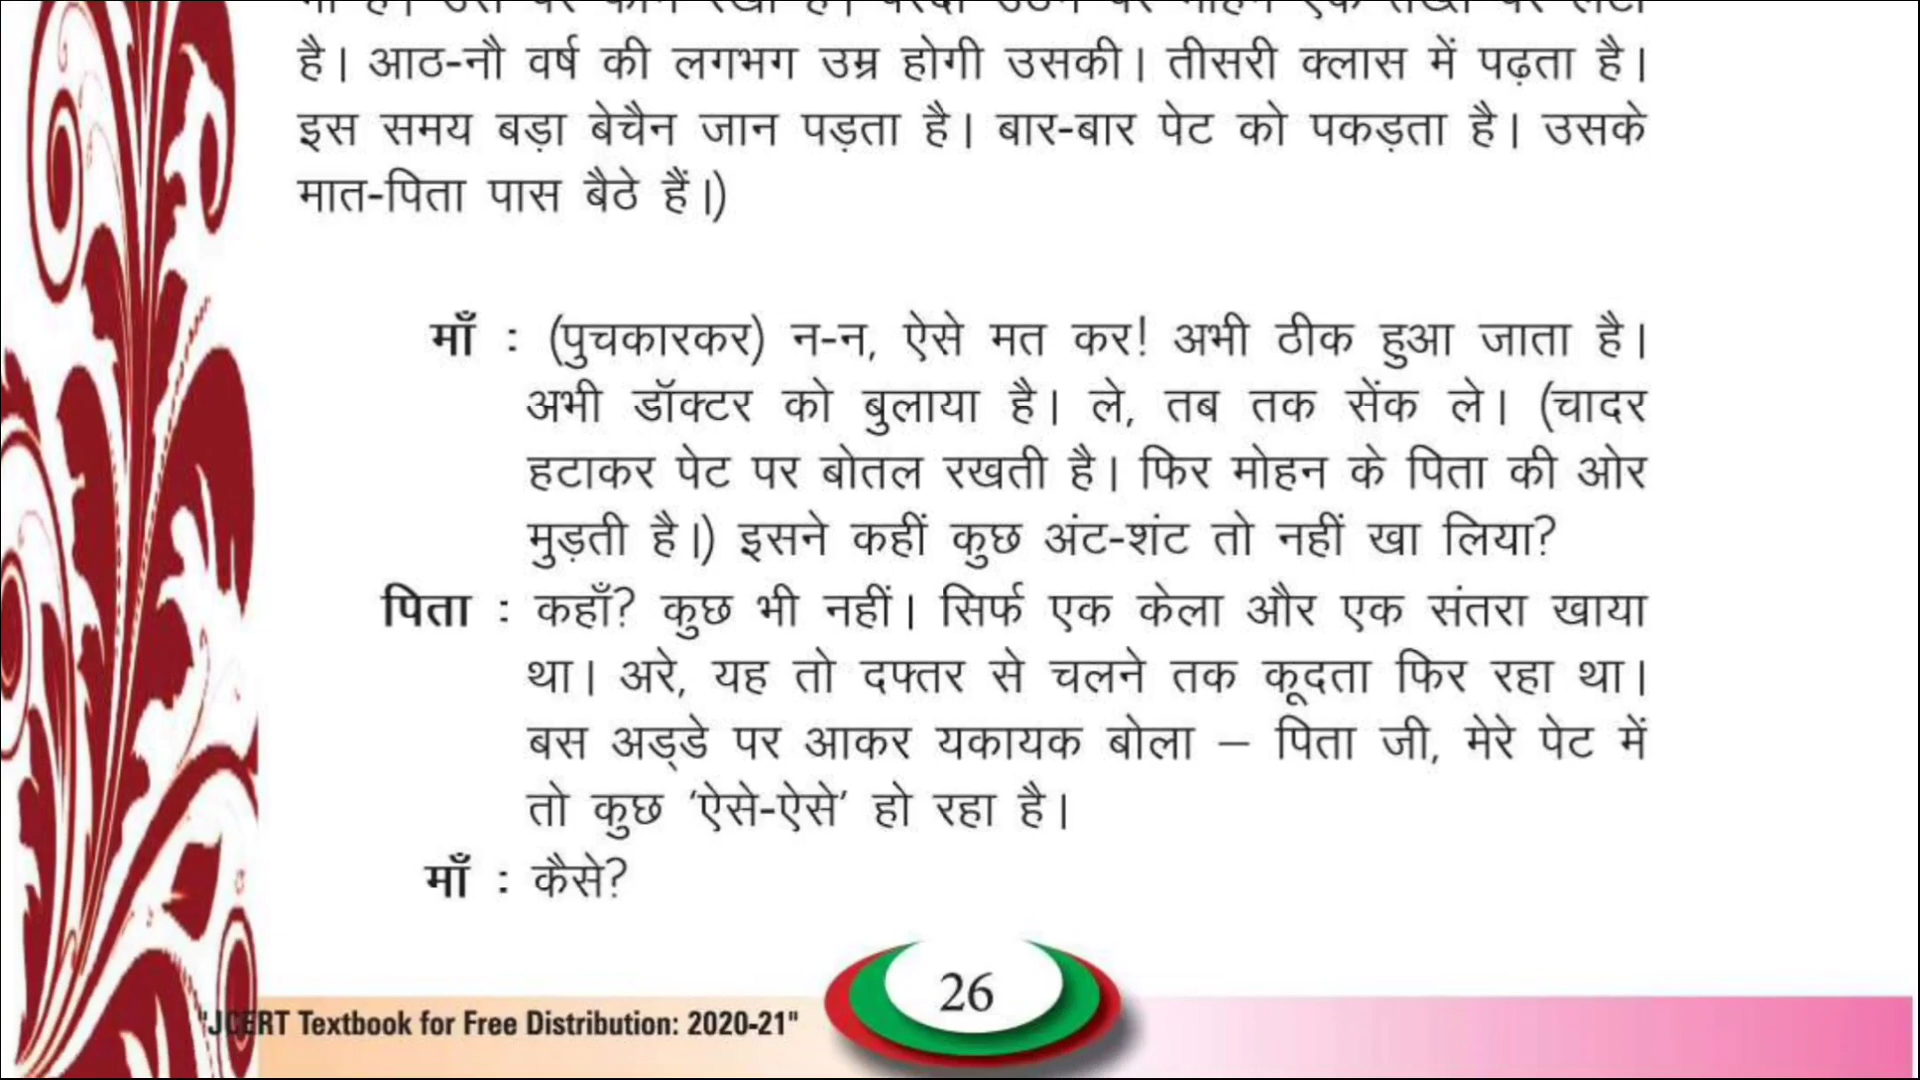 है। आठ-नौ वर्ष की लगभग उम्र होगी उसकी। तीसरी क्लास में पढ़ता है।
इस समय बड़ा बेचैन जान पड़ता है। बार-बार पेट को पकड़ता है। उसके
मात-पिता पास बैठे हैं।)
माँ : (पुचकारकर) न-न, ऐसे मत कर! अभी ठीक हुआ जाता है।
अभी डॉक्टर को बुलाया है। ले, तब तक सेंक ले। (चादर
हटाकर पेट पर बोतल रखती है। फिर मोहन के पिता की ओर
मुड़ती है।) इसने कहीं कुछ अंट-शंट तो नहीं खा लिया?
पिता : कहाँ? कुछ भी नहीं। सिर्फ एक केला और एक संतरा खाया
था। अरे, यह तो दफ्तर से चलने तक कूदता फिर रहा था।
बस अड्डे पर आकर यकायक बोला – पिता जी, मेरे पेट में
तो कुछ ‘ऐसे-ऐसे’ हो रहा है।
माँ : कैसे?
26
"JCERT Textbook for Free Distribution: 2020-21"